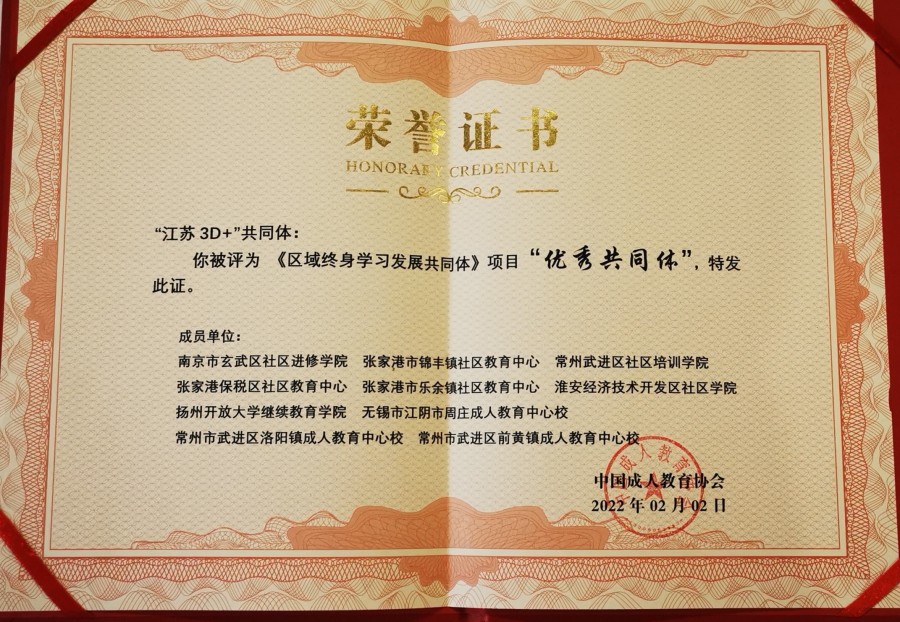 荣誉证书
HONORARY CREDENTIAL
“江苏 3D+”共同体：
你被评为 《区域终身学习发展共同体》项目“优秀共同体”，特发
此证。
成员单位：
南京市玄武区社区进修学院 张家港市锦丰镇社区教育中心 常州武进区社区培训学院
张家港保税区社区教育中心 张家港市乐余镇社区教育中心 淮安经济技术开发区社区学院
扬州开放大学继续教育学院 无锡市江阴市周庄成人教育中心校
常州市武进区洛阳镇成人教育中心校 常州市武进区前黄镇成人教育中心校
中国成人教育协会
2022 年 02 月 02 日